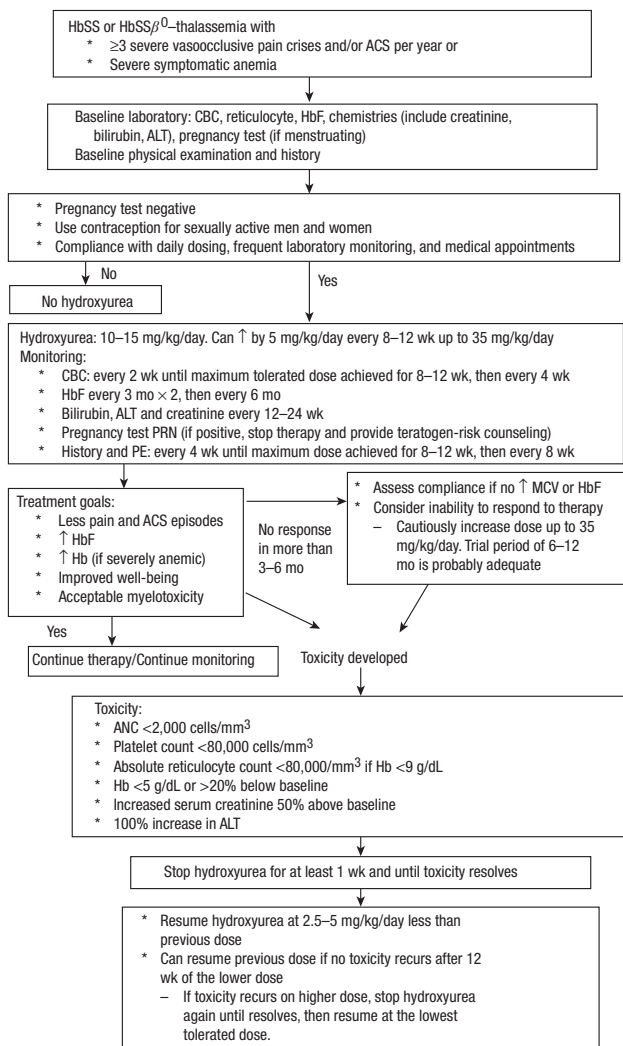 HbSS or HbSSβ⁰–thalassemia with
* ≥3 severe vasoocclusive pain crises and/or ACS per year or
* Severe symptomatic anemia
Baseline laboratory: CBC, reticulocyte, HbF, chemistries (include creatinine,
bilirubin, ALT), pregnancy test (if menstruating)
Baseline physical examination and history
* Pregnancy test negative
* Use contraception for sexually active men and women
* Compliance with daily dosing, frequent laboratory monitoring, and medical appointments
No
Yes
No hydroxyurea
Hydroxyurea: 10–15 mg/kg/day. Can ↑ by 5 mg/kg/day every 8–12 wk up to 35 mg/kg/day
Monitoring:
* CBC: every 2 wk until maximum tolerated dose achieved for 8–12 wk, then every 4 wk
* HbF every 3 mo × 2, then every 6 mo
* Bilirubin, ALT and creatinine every 12–24 wk
* Pregnancy test PRN (if positive, stop therapy and provide teratogen-risk counseling)
* History and PE: every 4 wk until maximum dose achieved for 8–12 wk, then every 8 wk
Treatment goals:
* Less pain and ACS episodes
* ↑ HbF
* ↑ Hb (if severely anemic)
* Improved well-being
* Acceptable myelotoxicity
No response
in more than
3–6 mo
* Assess compliance if no ↑ MCV or HbF
* Consider inability to respond to therapy
– Cautiously increase dose up to 35
mg/kg/day. Trial period of 6–12
mo is probably adequate
Yes
Continue therapy/Continue monitoring
Toxicity developed
Toxicity:
* ANC <2,000 cells/mm³
* Platelet count <80,000 cells/mm³
* Absolute reticulocyte count <80,000/mm³ if Hb <9 g/dL
* Hb <5 g/dL or >20% below baseline
* Increased serum creatinine 50% above baseline
* 100% increase in ALT
Stop hydroxyurea for at least 1 wk and until toxicity resolves
* Resume hydroxyurea at 2.5–5 mg/kg/day less than
previous dose
* Can resume previous dose if no toxicity recurs after 12
wk of the lower dose
– If toxicity recurs on higher dose, stop hydroxyurea
again until resolves, then resume at the lowest
tolerated dose.